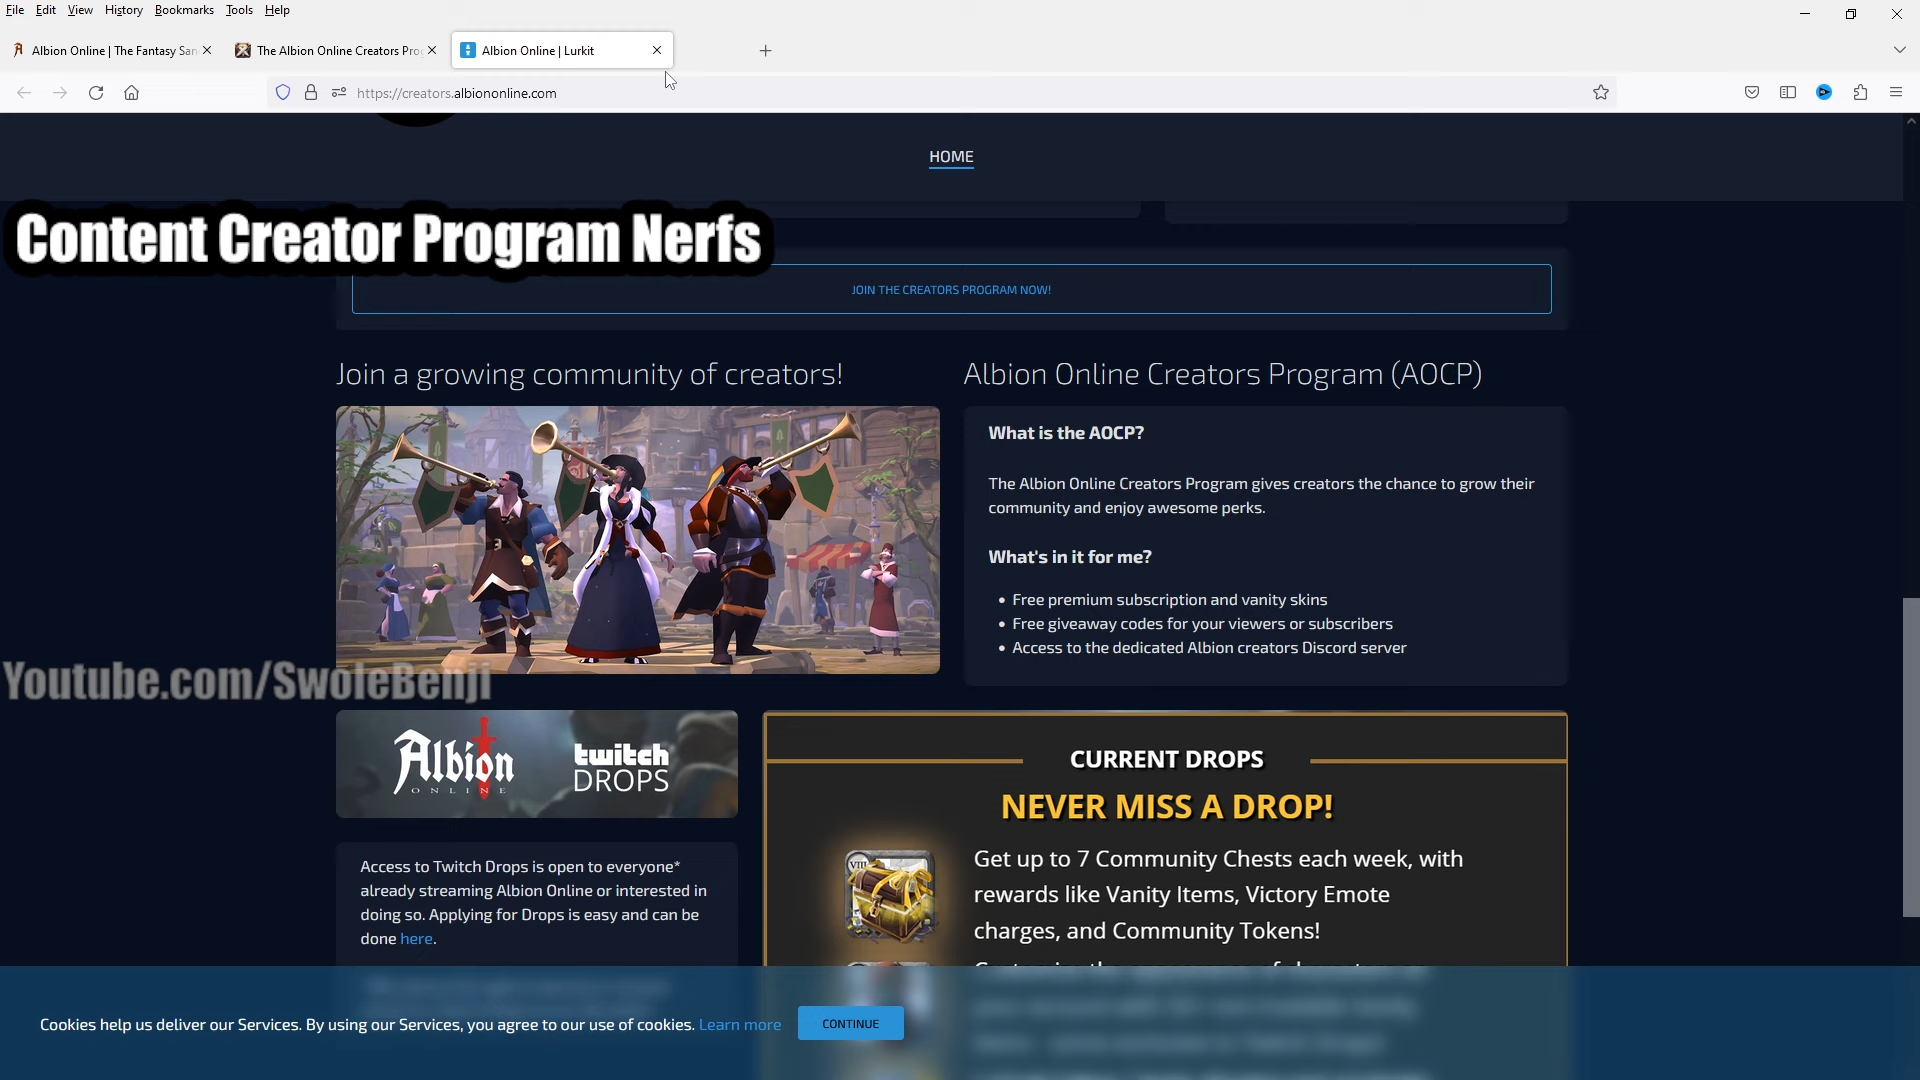 File Edit View History Bookmarks Tools Help
Albion Online | The Fantasy San
The Albion Online Creators Prog
Albion Online | Lurkit
https://creators.albiononline.com
HOME
Content Creator Program Nerfs
JOIN THE CREATORS PROGRAM NOW!
Join a growing community of creators!
Albion Online Creators Program (AOCP)
What is the AOCP?
The Albion Online Creators Program gives creators the chance to grow their
community and enjoy awesome perks.
What's in it for me?
• Free premium subscription and vanity skins
• Free giveaway codes for your viewers or subscribers
• Access to the dedicated Albion creators Discord server
Youtube.com/SwoleBenji
Albion
ONLINE
twitch
DROPS
Access to Twitch Drops is open to everyone*
already streaming Albion Online or interested in
doing so. Applying for Drops is easy and can be
done here.
CURRENT DROPS
NEVER MISS A DROP!
VIII
Get up to 7 Community Chests each week, with
rewards like Vanity Items, Victory Emote
charges, and Community Tokens!
Cookies help us deliver our Services. By using our Services, you agree to our use of cookies. Learn more
CONTINUE